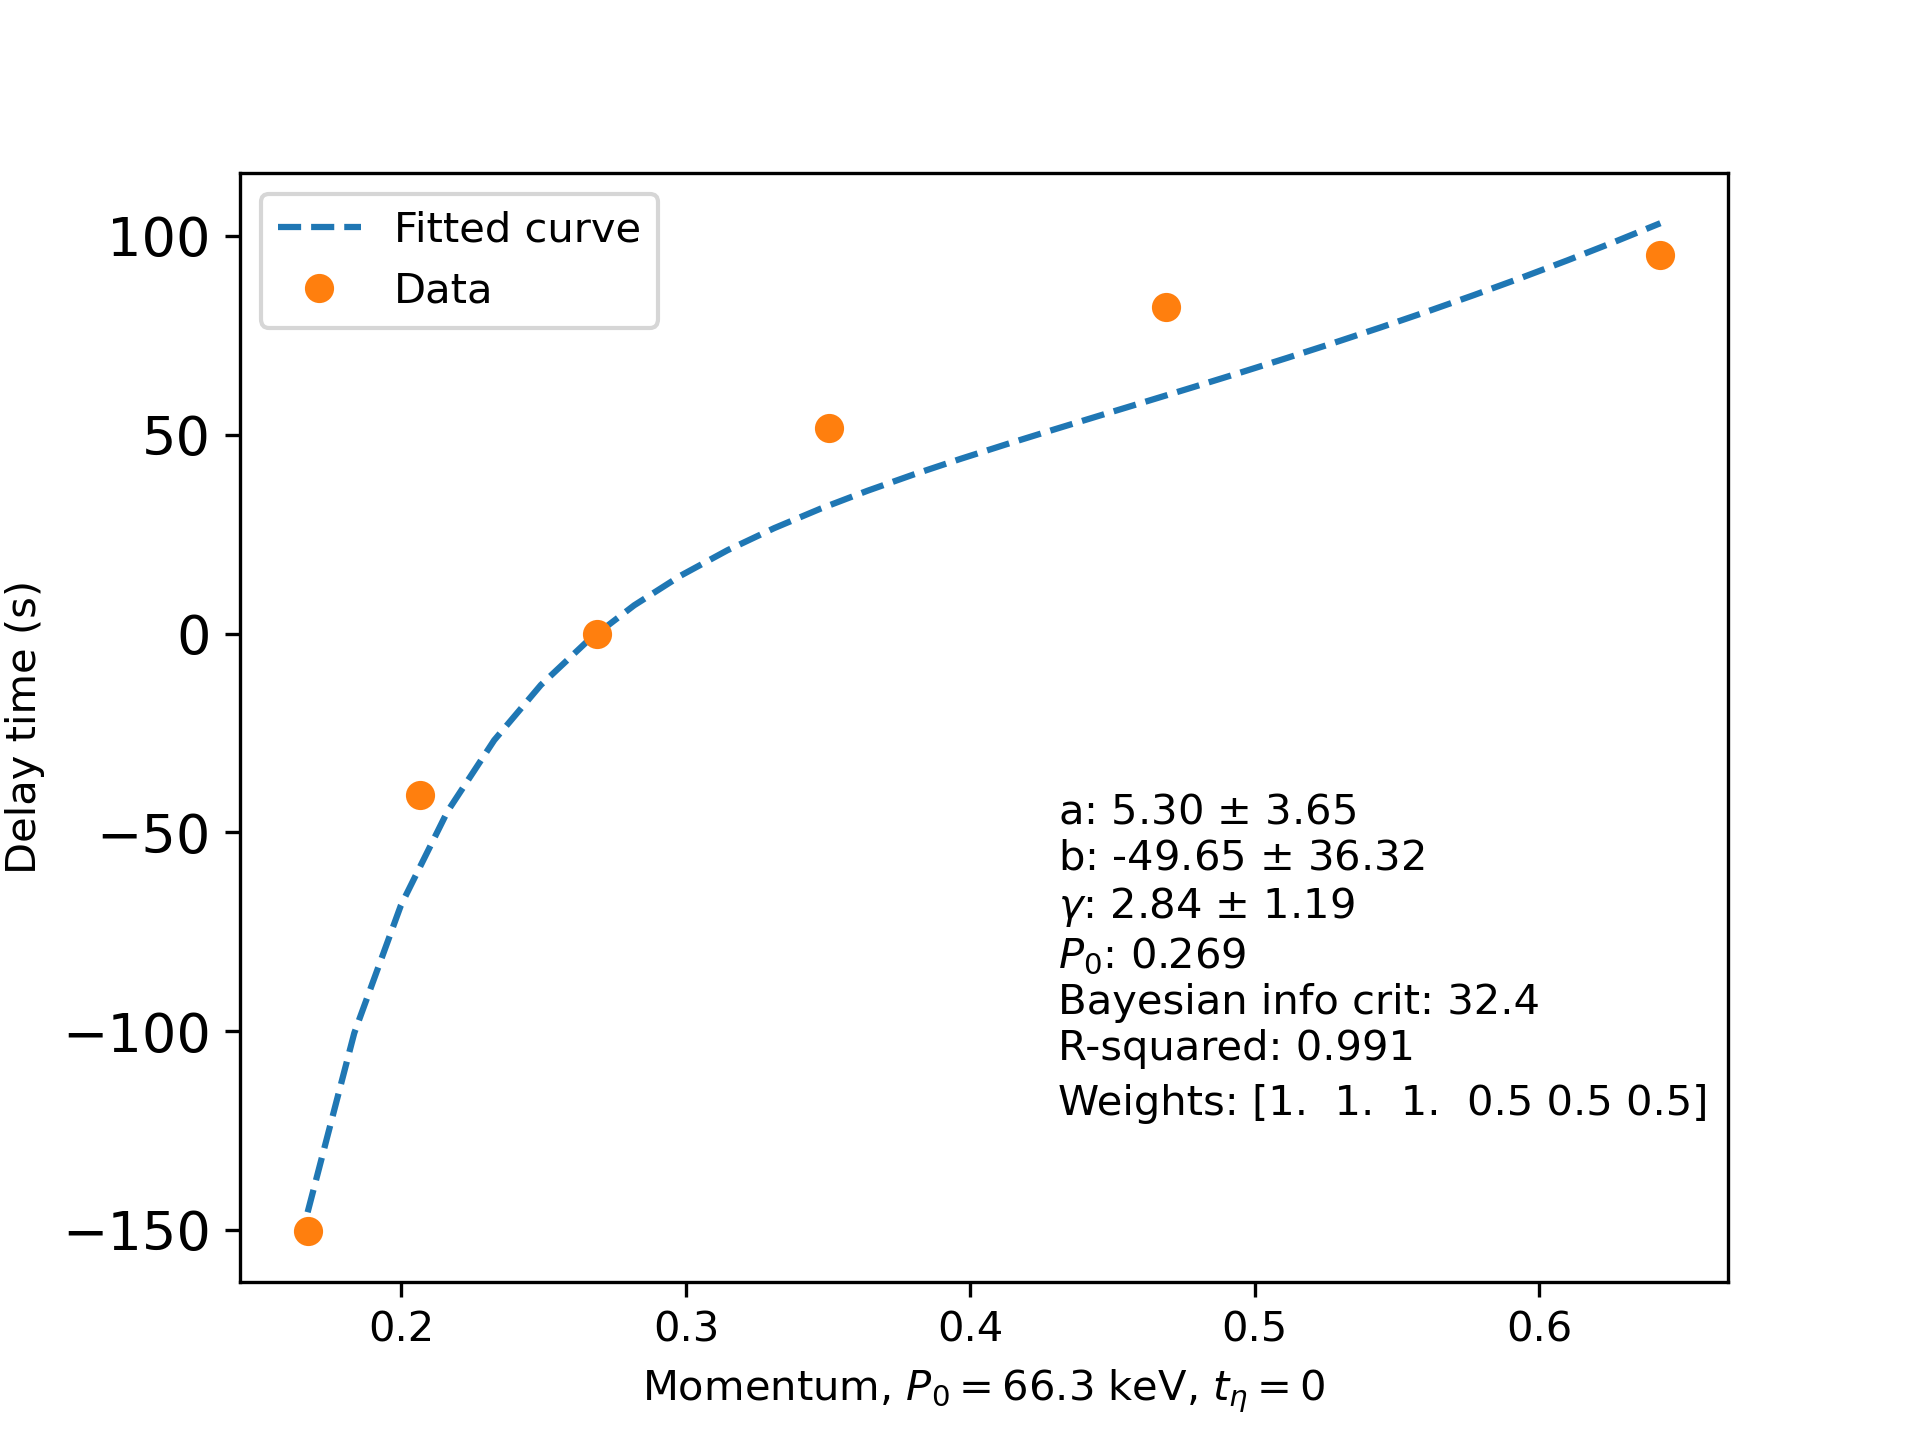 Fitted curve
Data
100
50
0
−50
−100
−150
Delay time (s)
a: 5.30 ± 3.65
b: -49.65 ± 36.32
γ: 2.84 ± 1.19
P₀: 0.269
Bayesian info crit: 32.4
R-squared: 0.991
Weights: [1.  1.  1.  0.5 0.5 0.5]
0.2 0.3 0.4 0.5 0.6
Momentum, P₀ = 66.3 keV, tη = 0